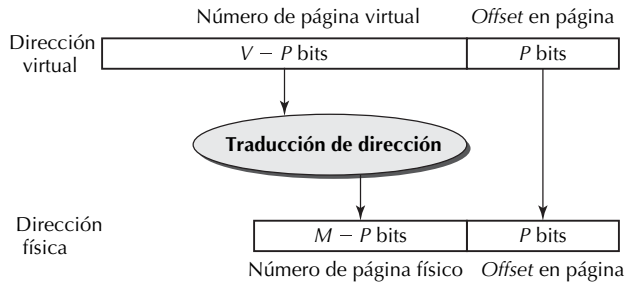 Número de página virtual Offset en página
Dirección
virtual
V – P bits P bits
Traducción de dirección
Dirección
física
M – P bits P bits
Número de página físico Offset en página